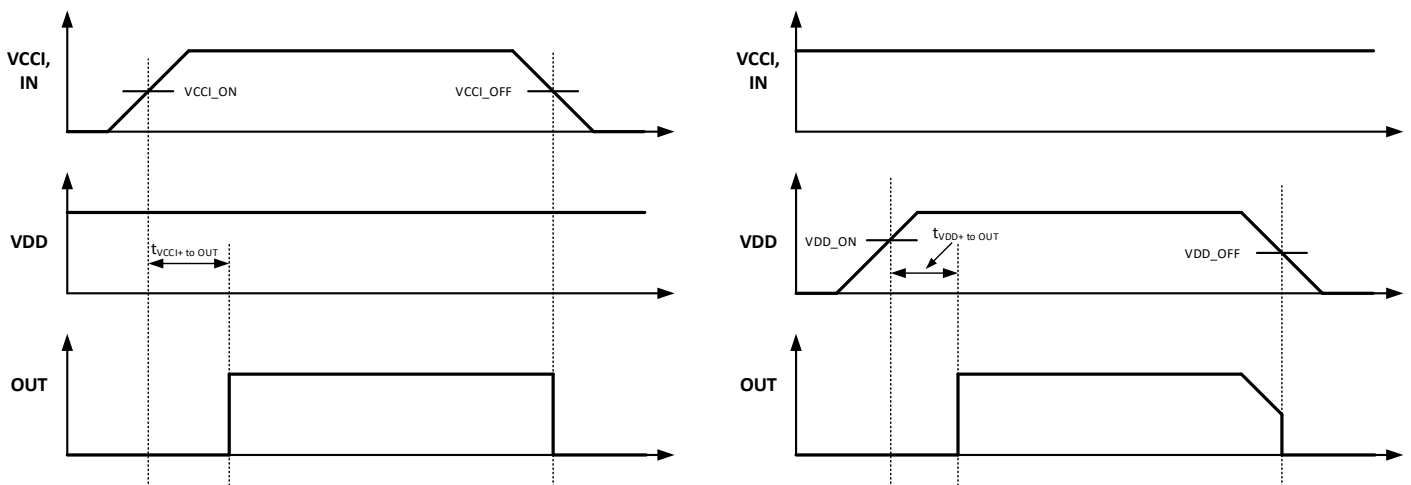 VCCI,
IN
VCCI_ON
VCCI_OFF
VDD
tVCCI+ to OUT
OUT
VCCI,
IN
VDD
VDD_ON
tVDD+ to OUT
VDD_OFF
OUT